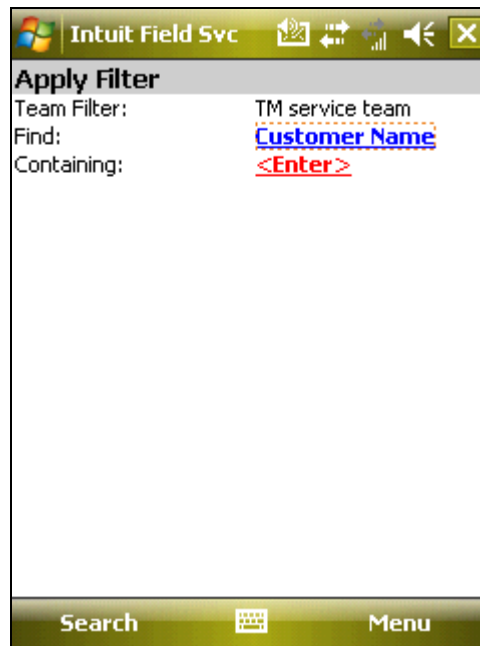 Intuit Field Svc
Apply Filter
Team Filter: TM service team
Find: Customer Name
Containing: <Enter>
Search Menu